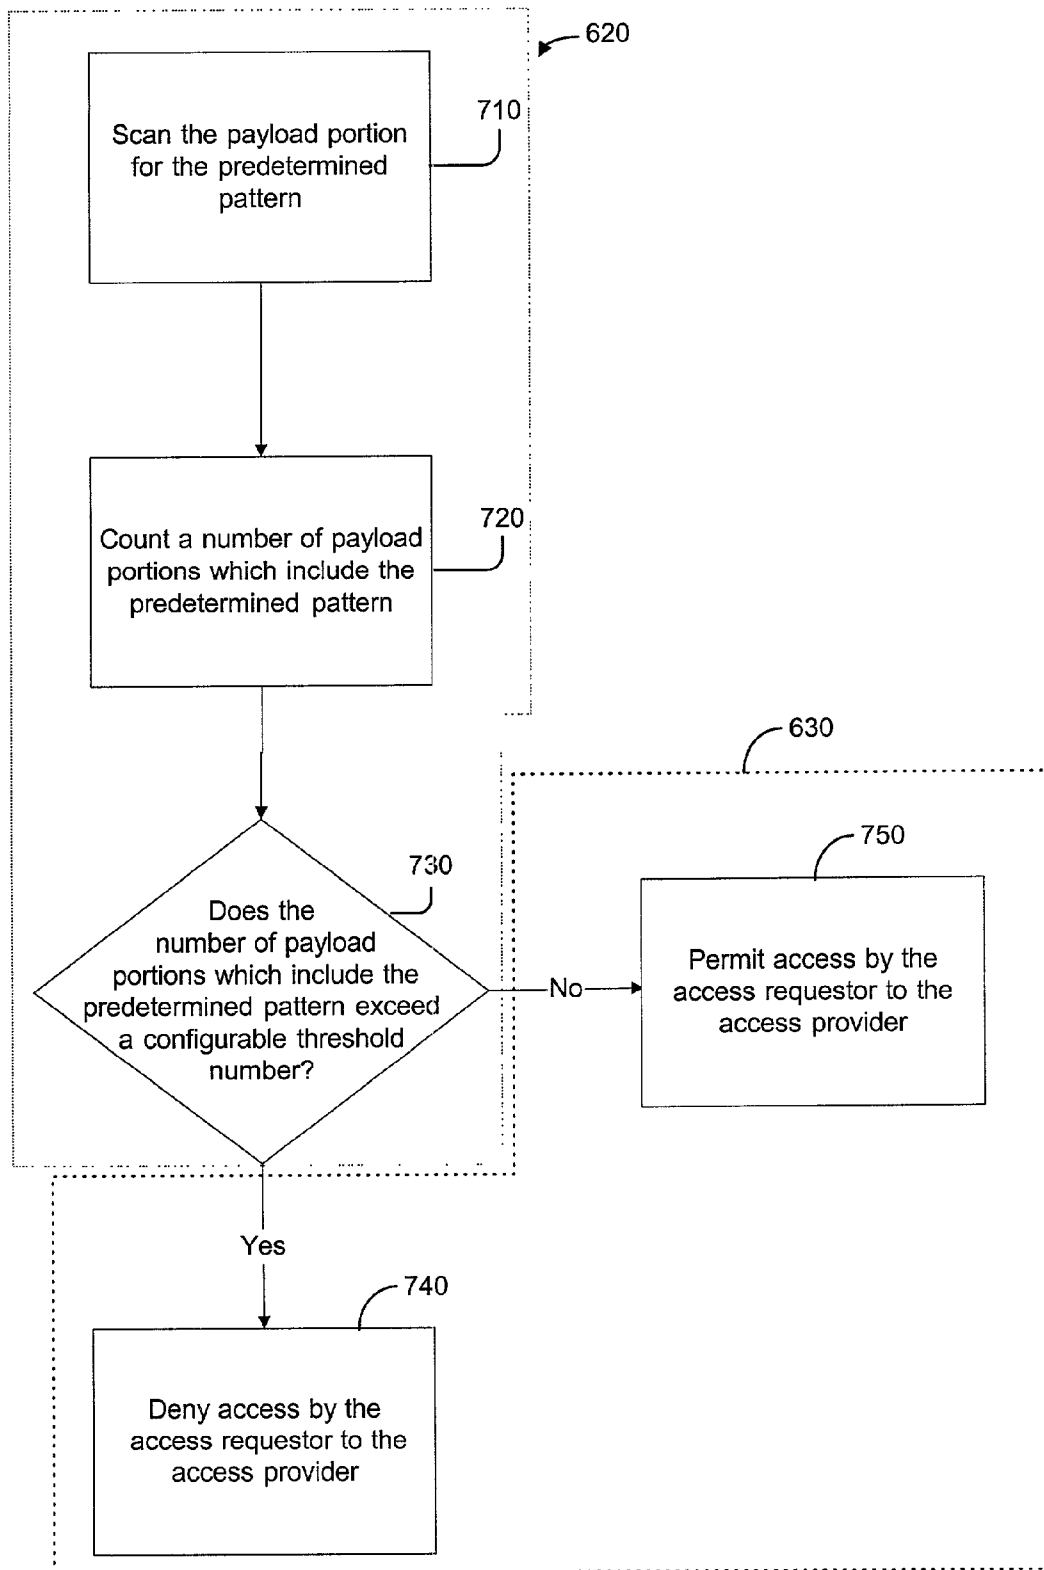 620
710
Scan the payload portion
for the predetermined
pattern
720
Count a number of payload
portions which include the
predetermined pattern
630
730
750
Does the
number of payload
portions which include the
predetermined pattern exceed
a configurable threshold
number?
No
Permit access by the
access requestor to the
access provider
Yes
740
Deny access by the
access requestor to the
access provider